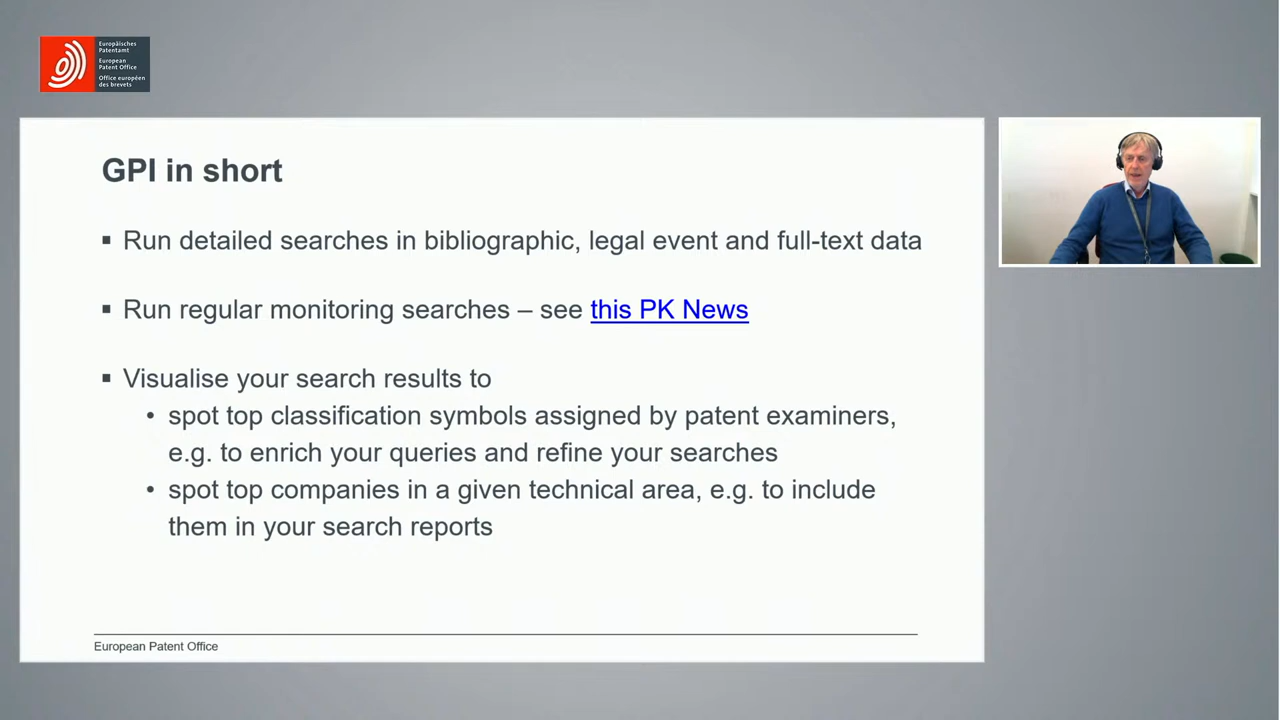 Europäisches
Patentamt
European
Patent Office
Office européen
des brevets
GPI in short
▪ Run detailed searches in bibliographic, legal event and full-text data
▪ Run regular monitoring searches – see this PK News
▪ Visualise your search results to
• spot top classification symbols assigned by patent examiners,
e.g. to enrich your queries and refine your searches
• spot top companies in a given technical area, e.g. to include
them in your search reports
European Patent Office